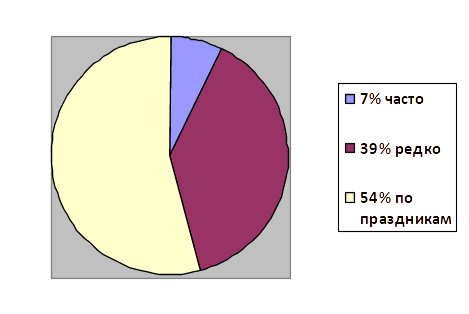 7% часто
39% редко
54% по
праздникам